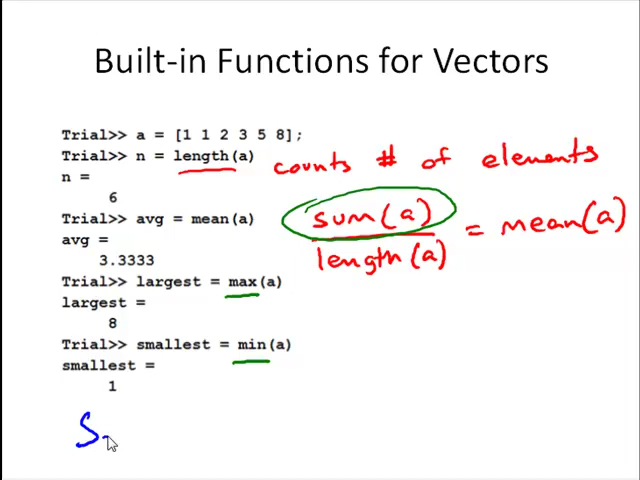 Built-in Functions for Vectors
Trial>> a = [1 1 2 3 5 8];
Trial>> n = length(a) counts # of elements
n =
6
Trial>> avg = mean(a)
avg =
3.3333
sum(a)
length(a)
= mean(a)
Trial>> largest = max(a)
largest =
8
Trial>> smallest = min(a)
smallest =
1
S